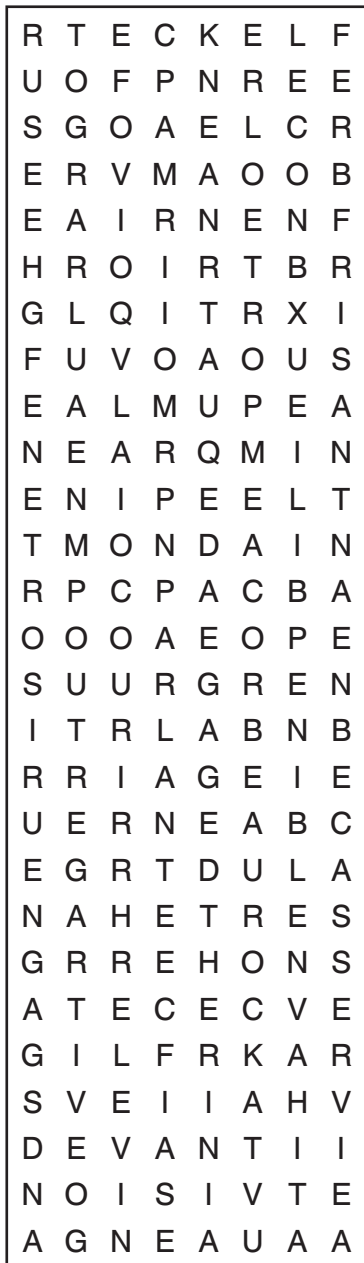 R T E C K E L F
U O F P N R E E
S G O A E L C R
E R V M A O O B
E A I R N E N F
H R O I R T B R
G L Q I T R X I
F U V O A O U S
E A L M U P E A
N E A R Q M I N
E N I P E E L T
T M O N D A I N
R P C P A C B A
O O O A E O P E
S U U R G R E N
I T R L A B N B
R R I A G E I E
U E R N E A B C
E G R T D U L A
N A H E T R E S
G R R E H O N S
A T E C E C V E
G I L F R K A R
S V E I I A H V
D E V A N T I I
N O I S I V T E
A G N E A U A A